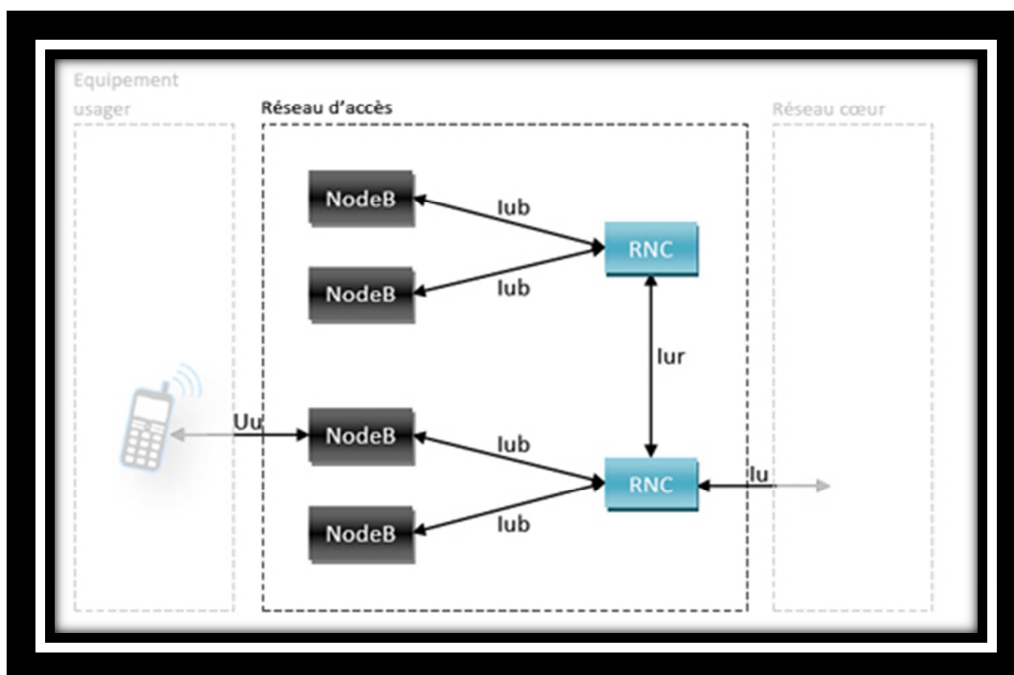 Equipement
usager
Réseau d'accès
Réseau cœur
NodeB
Iub
RNC
NodeB
Iub
Iur
Uu
NodeB
Iub
RNC
Iu
NodeB
Iub